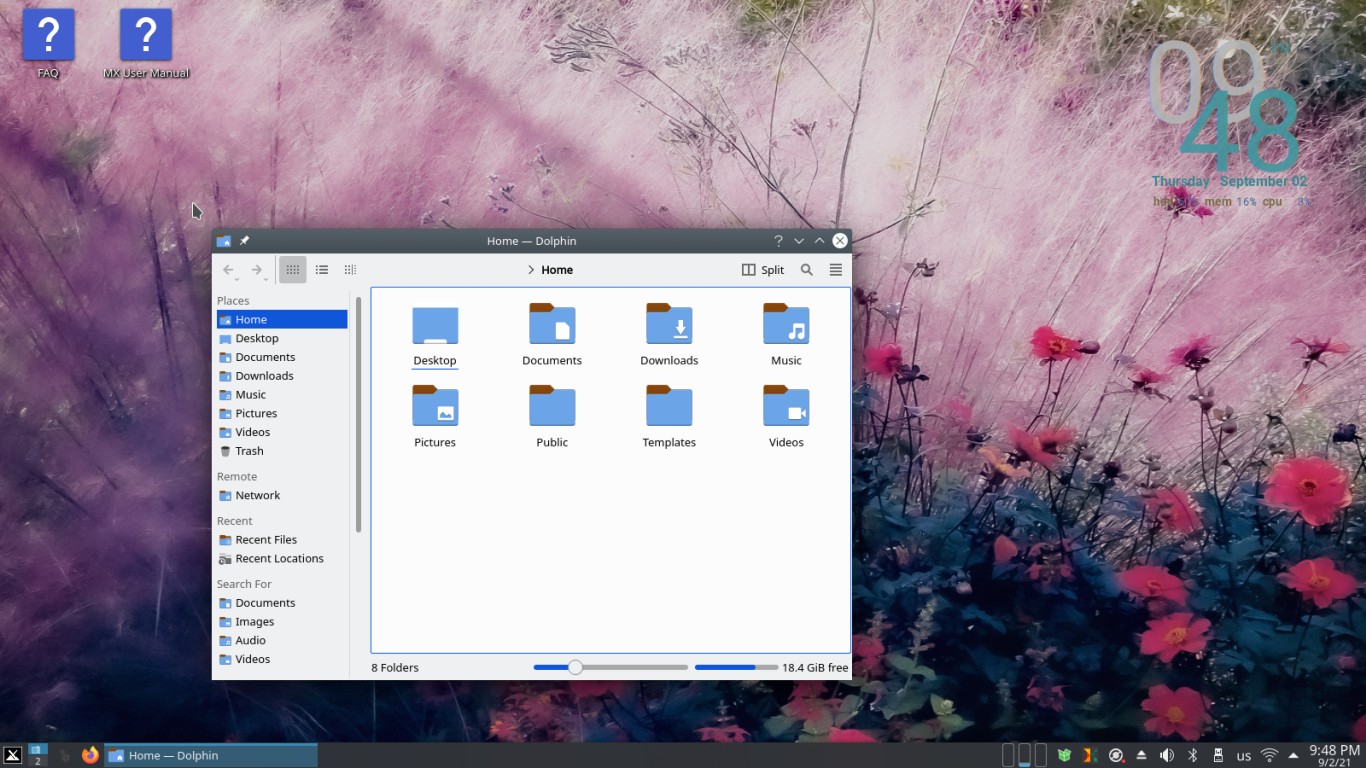 FAQ
MX User Manual
09 PM
48
Thursday September 02
mem 16% cpu 3%
Home — Dolphin
Home
Split
Places
Home
Desktop
Documents
Downloads
Music
Pictures
Videos
Trash
Remote
Network
Recent
Recent Files
Recent Locations
Search For
Documents
Images
Audio
Videos
Desktop
Documents
Downloads
Music
Pictures
Public
Templates
Videos
8 Folders
18.4 GiB free
2
Home — Dolphin
us
9:48 PM
9/2/21